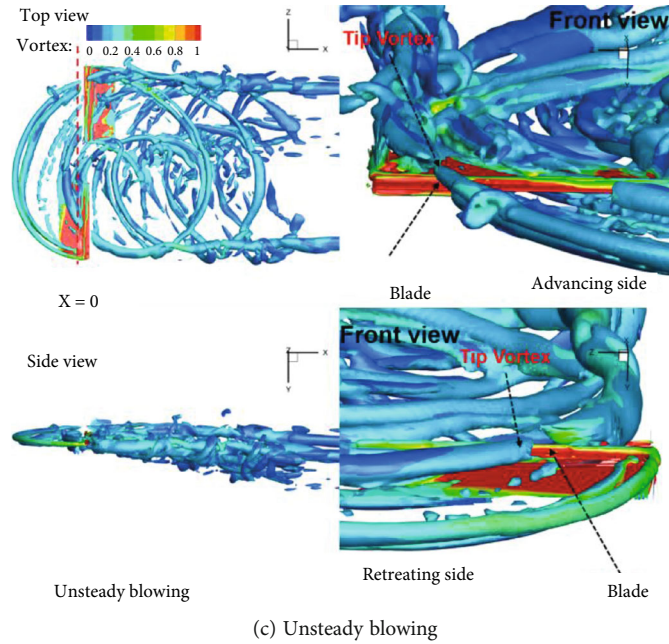 Top view
Vortex: 0 0.2 0.4 0.6 0.8 1
Z
X
X = 0
Front view
Tip Vortex
Z
Blade
Advancing side
Side view
X
Y
Unsteady blowing
Front view
Tip Vortex
Z
Retreating side
Blade
(c) Unsteady blowing